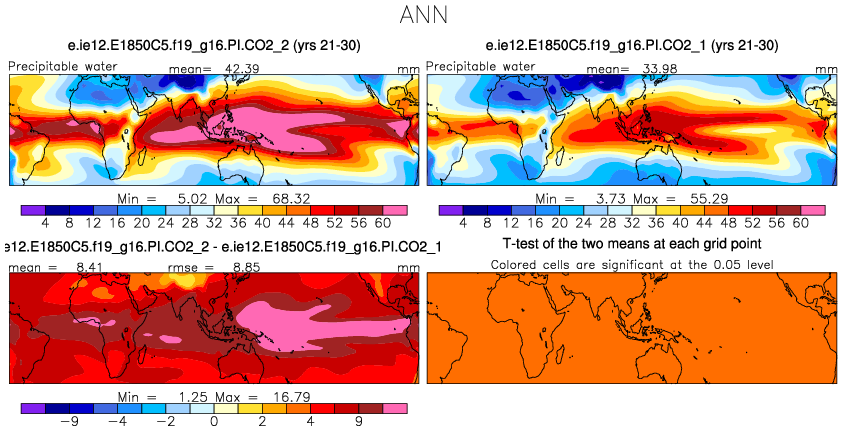 ANN
e.ie12.E1850C5.f19_g16.PI.CO2_2 (yrs 21-30)
Precipitable water mean= 42.39 mm
Min = 5.02 Max = 68.32
4 8 12 16 20 24 28 32 36 40 44 48 52 56 60
e.ie12.E1850C5.f19_g16.PI.CO2_1 (yrs 21-30)
Precipitable water mean= 33.98 mm
Min = 3.73 Max = 55.29
4 8 12 16 20 24 28 32 36 40 44 48 52 56 60
e12.E1850C5.f19_g16.PI.CO2_2 - e.ie12.E1850C5.f19_g16.PI.CO2_1
mean = 8.41 rmse = 8.85 mm
Min = 1.25 Max = 16.79
-9 -4 -2 0 2 4 9
T-test of the two means at each grid point
Colored cells are significant at the 0.05 level